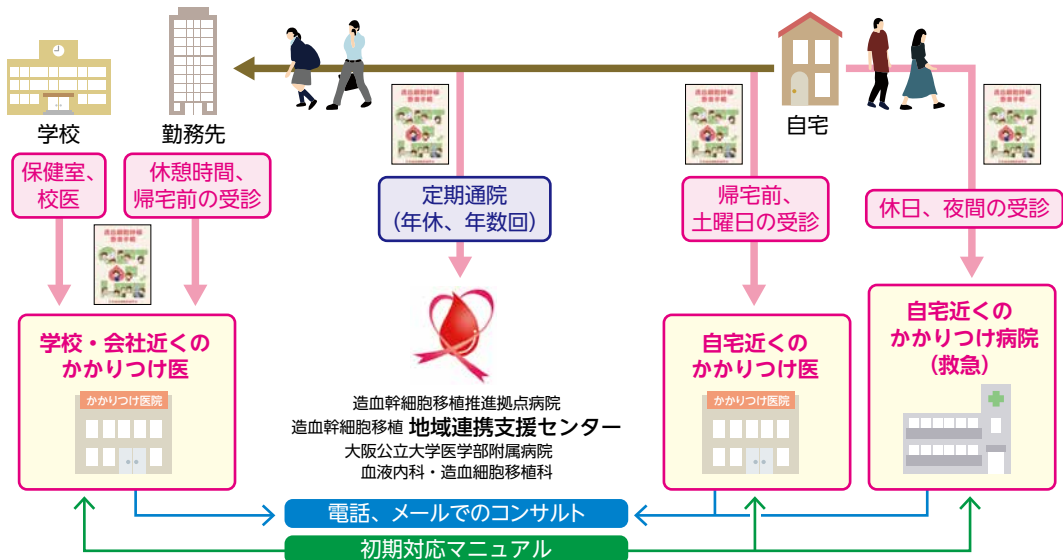 学校
勤務先
自宅
保健室、
校医
休憩時間、
帰宅前の受診
定期通院
(年休、年数回)
帰宅前、
土曜日の受診
休日、夜間の受診
学校・会社近くの
かかりつけ医
かかりつけ医院
造血幹細胞移植推進拠点病院
造血幹細胞移植 地域連携支援センター
大阪公立大学医学部附属病院
血液内科・造血細胞移植科
自宅近くの
かかりつけ医
かかりつけ医院
自宅近くの
かかりつけ病院
(救急)
電話、メールでのコンサルト
初期対応マニュアル